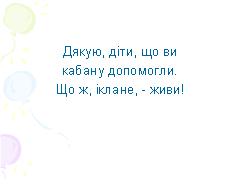 Дякую, діти, що ви
кабану допомогли.
Що ж, іклане, - живи!